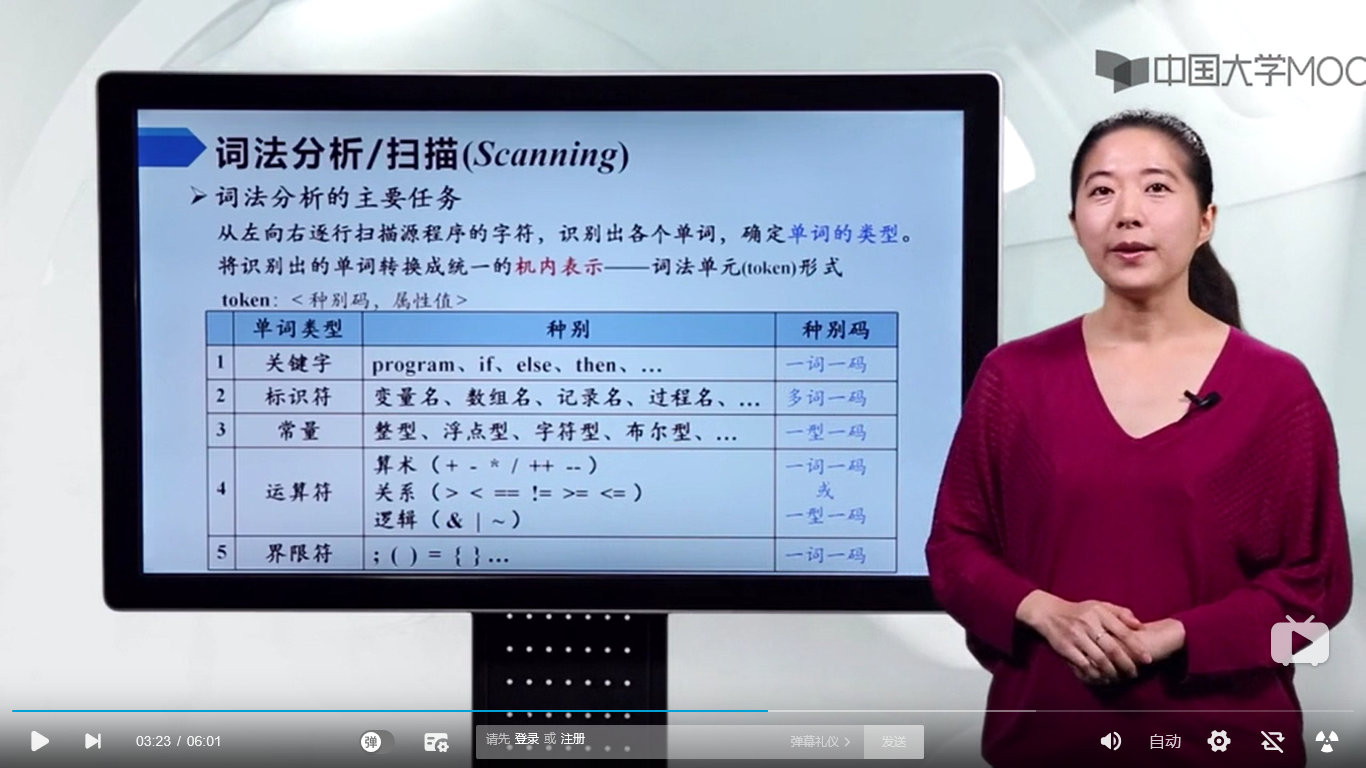 中国大学MOO
词法分析/扫描(Scanning)
➢ 词法分析的主要任务
从左向右逐行扫描源程序的字符，识别出各个单词，确定单词的类型。
将识别出的单词转换成统一的机内表示——词法单元(token)形式
token：< 种别码，属性值>
单词类型 种别 种别码
1 关键字 program、if、else、then、… 一词一码
2 标识符 变量名、数组名、记录名、过程名、… 多词一码
3 常量 整型、浮点型、字符型、布尔型、… 一型一码
4 运算符 算术（+ - * / ++ --）
关系（> < == != >= <=）
逻辑（& | ~）
一词一码
或
一型一码
5 界限符 ; ( ) = { } … 一词一码
03:23 / 06:01
弹
请先 登录 或 注册
弹幕礼仪 >
发送
自动